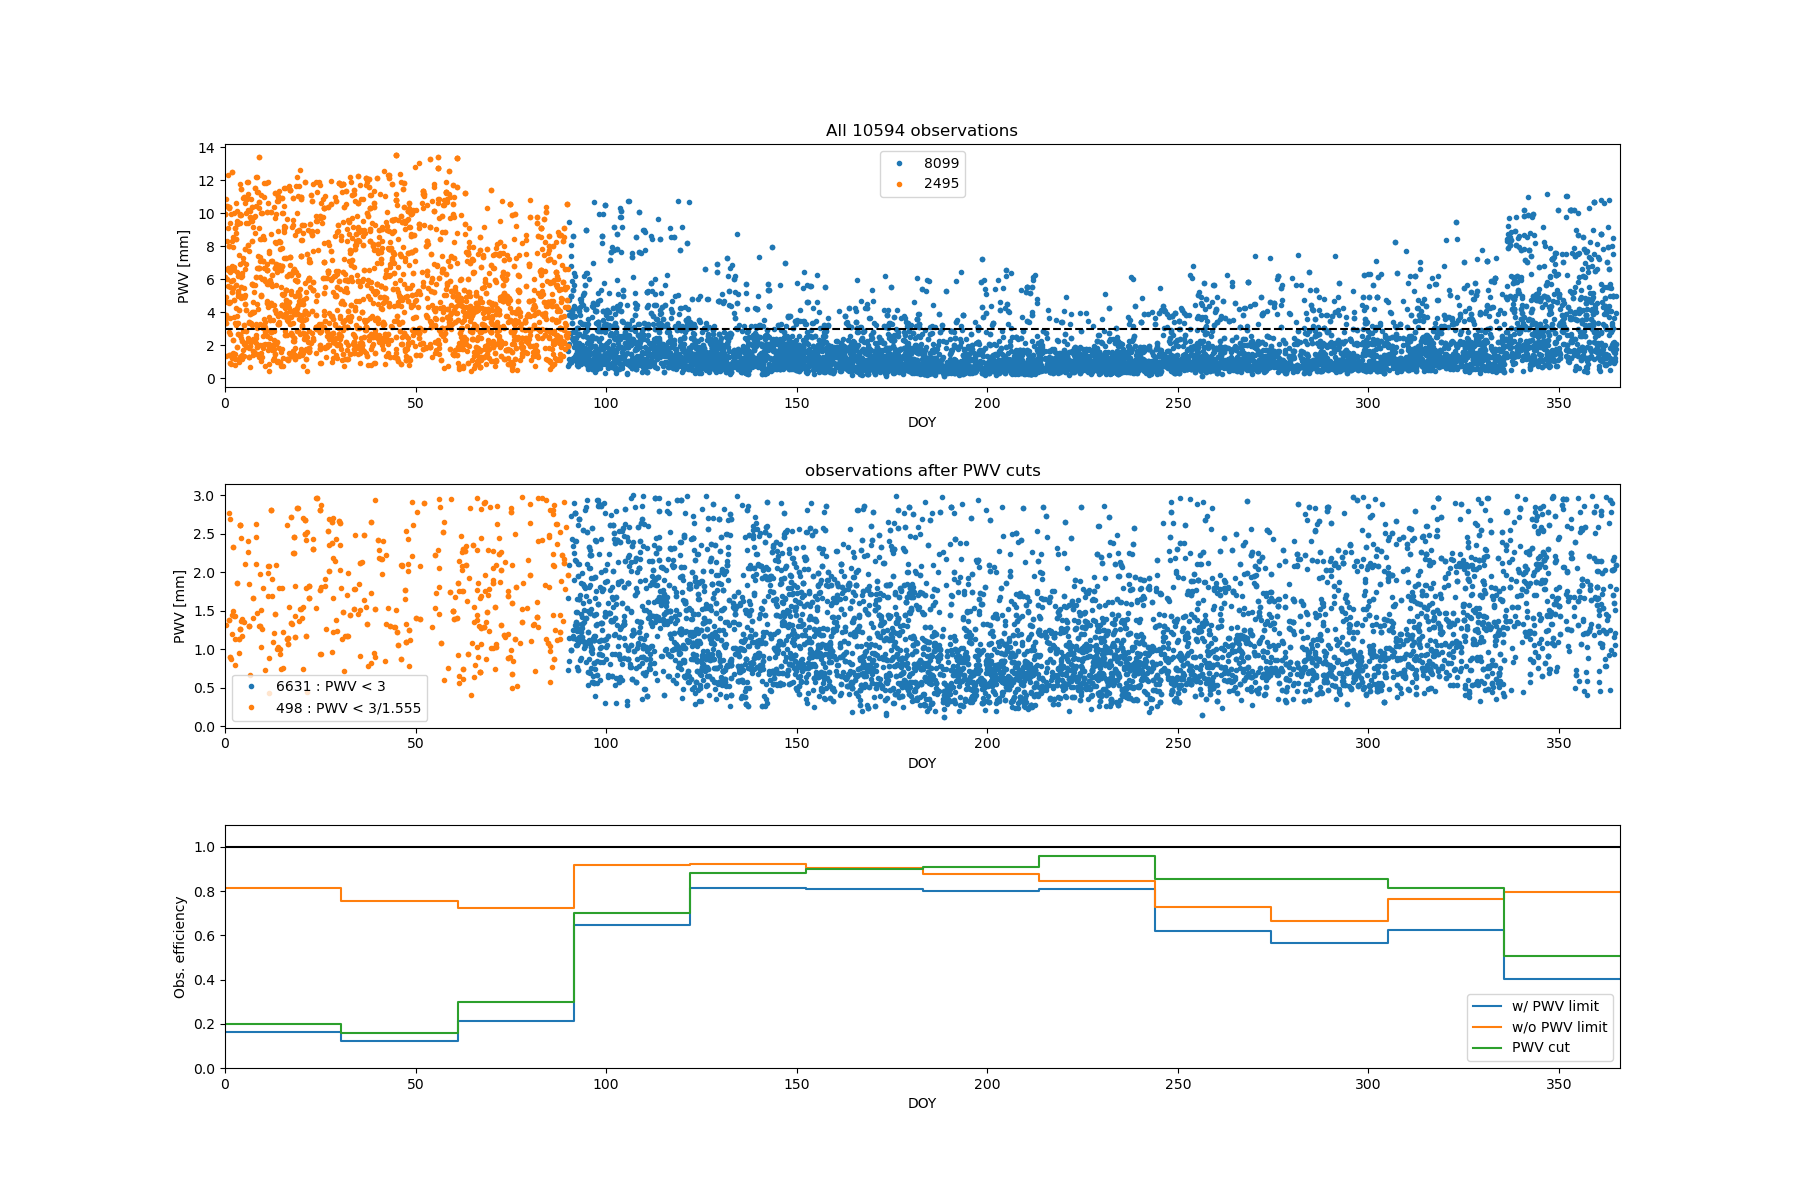 All 10594 observations
14
12
10
8
6
4
2
0
PWV [mm]
8099
2495
0 50 100 150 200 250 300 350
DOY
observations after PWV cuts
3.0
2.5
2.0
1.5
1.0
0.5
0.0
PWV [mm]
6631 : PWV < 3
498 : PWV < 3/1.555
0 50 100 150 200 250 300 350
DOY
1.0
0.8
0.6
0.4
0.2
0.0
Obs. efficiency
w/ PWV limit
w/o PWV limit
PWV cut
0 50 100 150 200 250 300 350
DOY